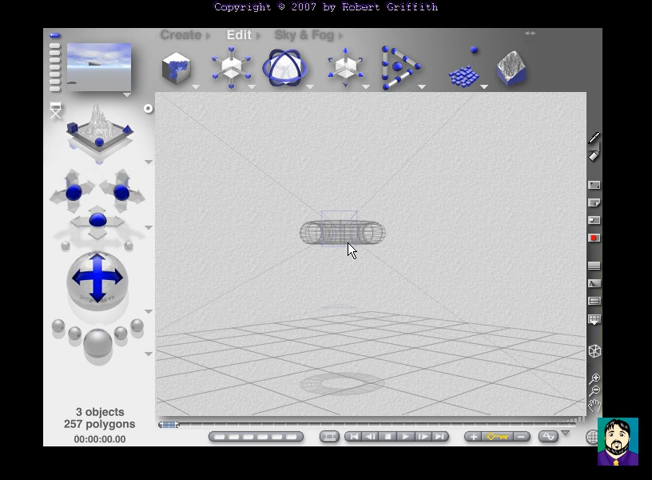 Copyright © 2007 by Robert Griffith
Create Edit Sky & Fog
3 objects
257 polygons
00:00:00.00